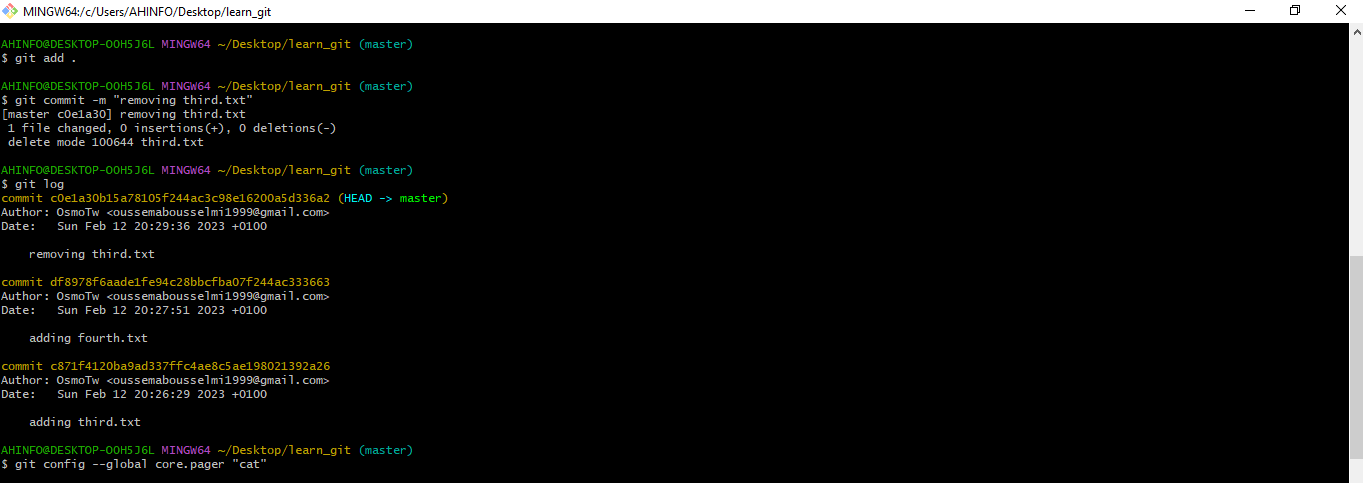 MINGW64:/c/Users/AHINFO/Desktop/learn_git
AHINFO@DESKTOP-OOH5J6L MINGW64 ~/Desktop/learn_git (master)
$ git add .
AHINFO@DESKTOP-OOH5J6L MINGW64 ~/Desktop/learn_git (master)
$ git commit -m "removing third.txt"
[master c0e1a30] removing third.txt
 1 file changed, 0 insertions(+), 0 deletions(-)
 delete mode 100644 third.txt
AHINFO@DESKTOP-OOH5J6L MINGW64 ~/Desktop/learn_git (master)
$ git log
commit c0e1a30b15a78105f244ac3c98e16200a5d336a2 (HEAD -> master)
Author: OsmoTw <oussemabousselmi1999@gmail.com>
Date:   Sun Feb 12 20:29:36 2023 +0100
    removing third.txt
commit df8978f6aade1fe94c28bbcfba07f244ac333663
Author: OsmoTw <oussemabousselmi1999@gmail.com>
Date:   Sun Feb 12 20:27:51 2023 +0100
    adding fourth.txt
commit c871f4120ba9ad337ffc4ae8c5ae198021392a26
Author: OsmoTw <oussemabousselmi1999@gmail.com>
Date:   Sun Feb 12 20:26:29 2023 +0100
    adding third.txt
AHINFO@DESKTOP-OOH5J6L MINGW64 ~/Desktop/learn_git (master)
$ git config --global core.pager "cat"